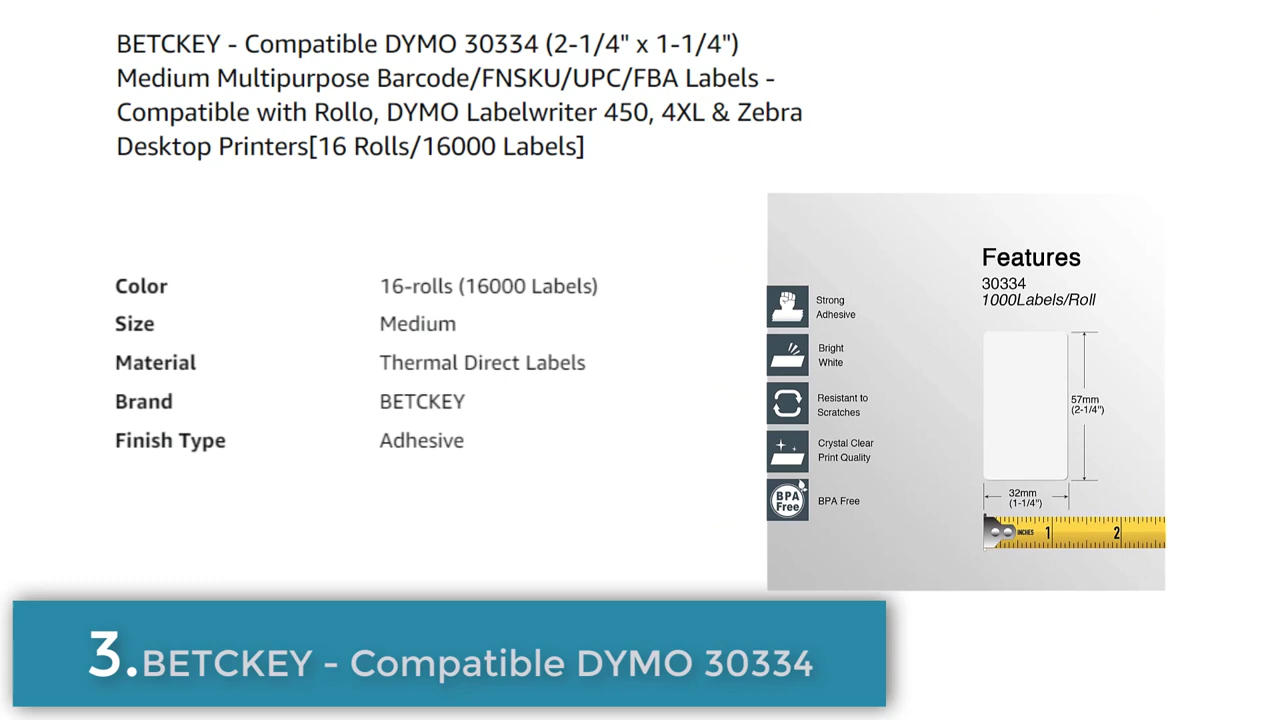 BETCKEY - Compatible DYMO 30334 (2-1/4" x 1-1/4")
Medium Multipurpose Barcode/FNSKU/UPC/FBA Labels -
Compatible with Rollo, DYMO Labelwriter 450, 4XL & Zebra
Desktop Printers[16 Rolls/16000 Labels]
Color 16-rolls (16000 Labels)
Size Medium
Material Thermal Direct Labels
Brand BETCKEY
Finish Type Adhesive
Features
30334
1000Labels/Roll
Strong
Adhesive
Bright
White
Resistant to
Scratches
Crystal Clear
Print Quality
BPA
Free
BPA Free
57mm
(2-1/4")
32mm
(1-1/4")
INCHES 1 2
3.BETCKEY - Compatible DYMO 30334